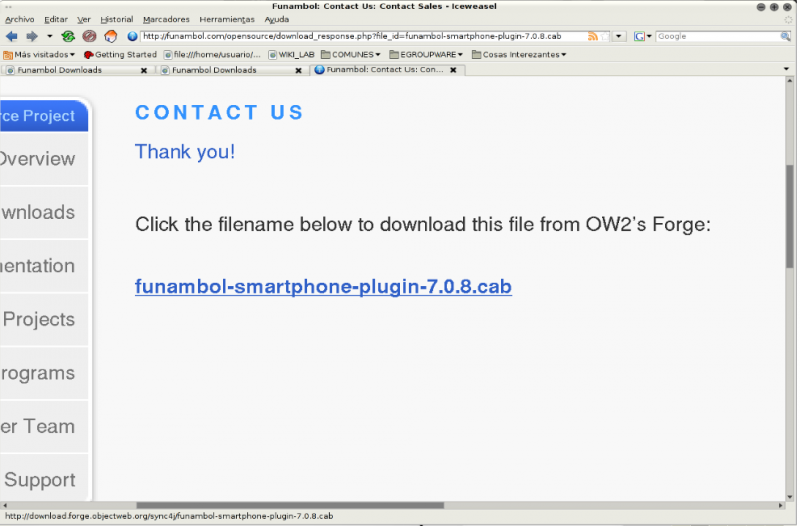 Funambol: Contact Us: Contact Sales - Iceweasel
Archivo Editar Ver Historial Marcadores Herramientas Ayuda
http://funambol.com/opensource/download_response.php?file_id=funambol-smartphone-plugin-7.0.8.cab
Google
Más visitados Getting Started file:///home/usuario/... WIKI_LAB COMUNES EGROUPWARE Cosas Interezantes
Funambol Downloads Funambol Downloads Funambol: Contact Us: Con...
rce Project
Overview
wnloads
mentation
Projects
rograms
er Team
Support
CONTACT US
Thank you!
Click the filename below to download this file from OW2's Forge:
funambol-smartphone-plugin-7.0.8.cab
http://download.forge.objectweb.org/sync4j/funambol-smartphone-plugin-7.0.8.cab